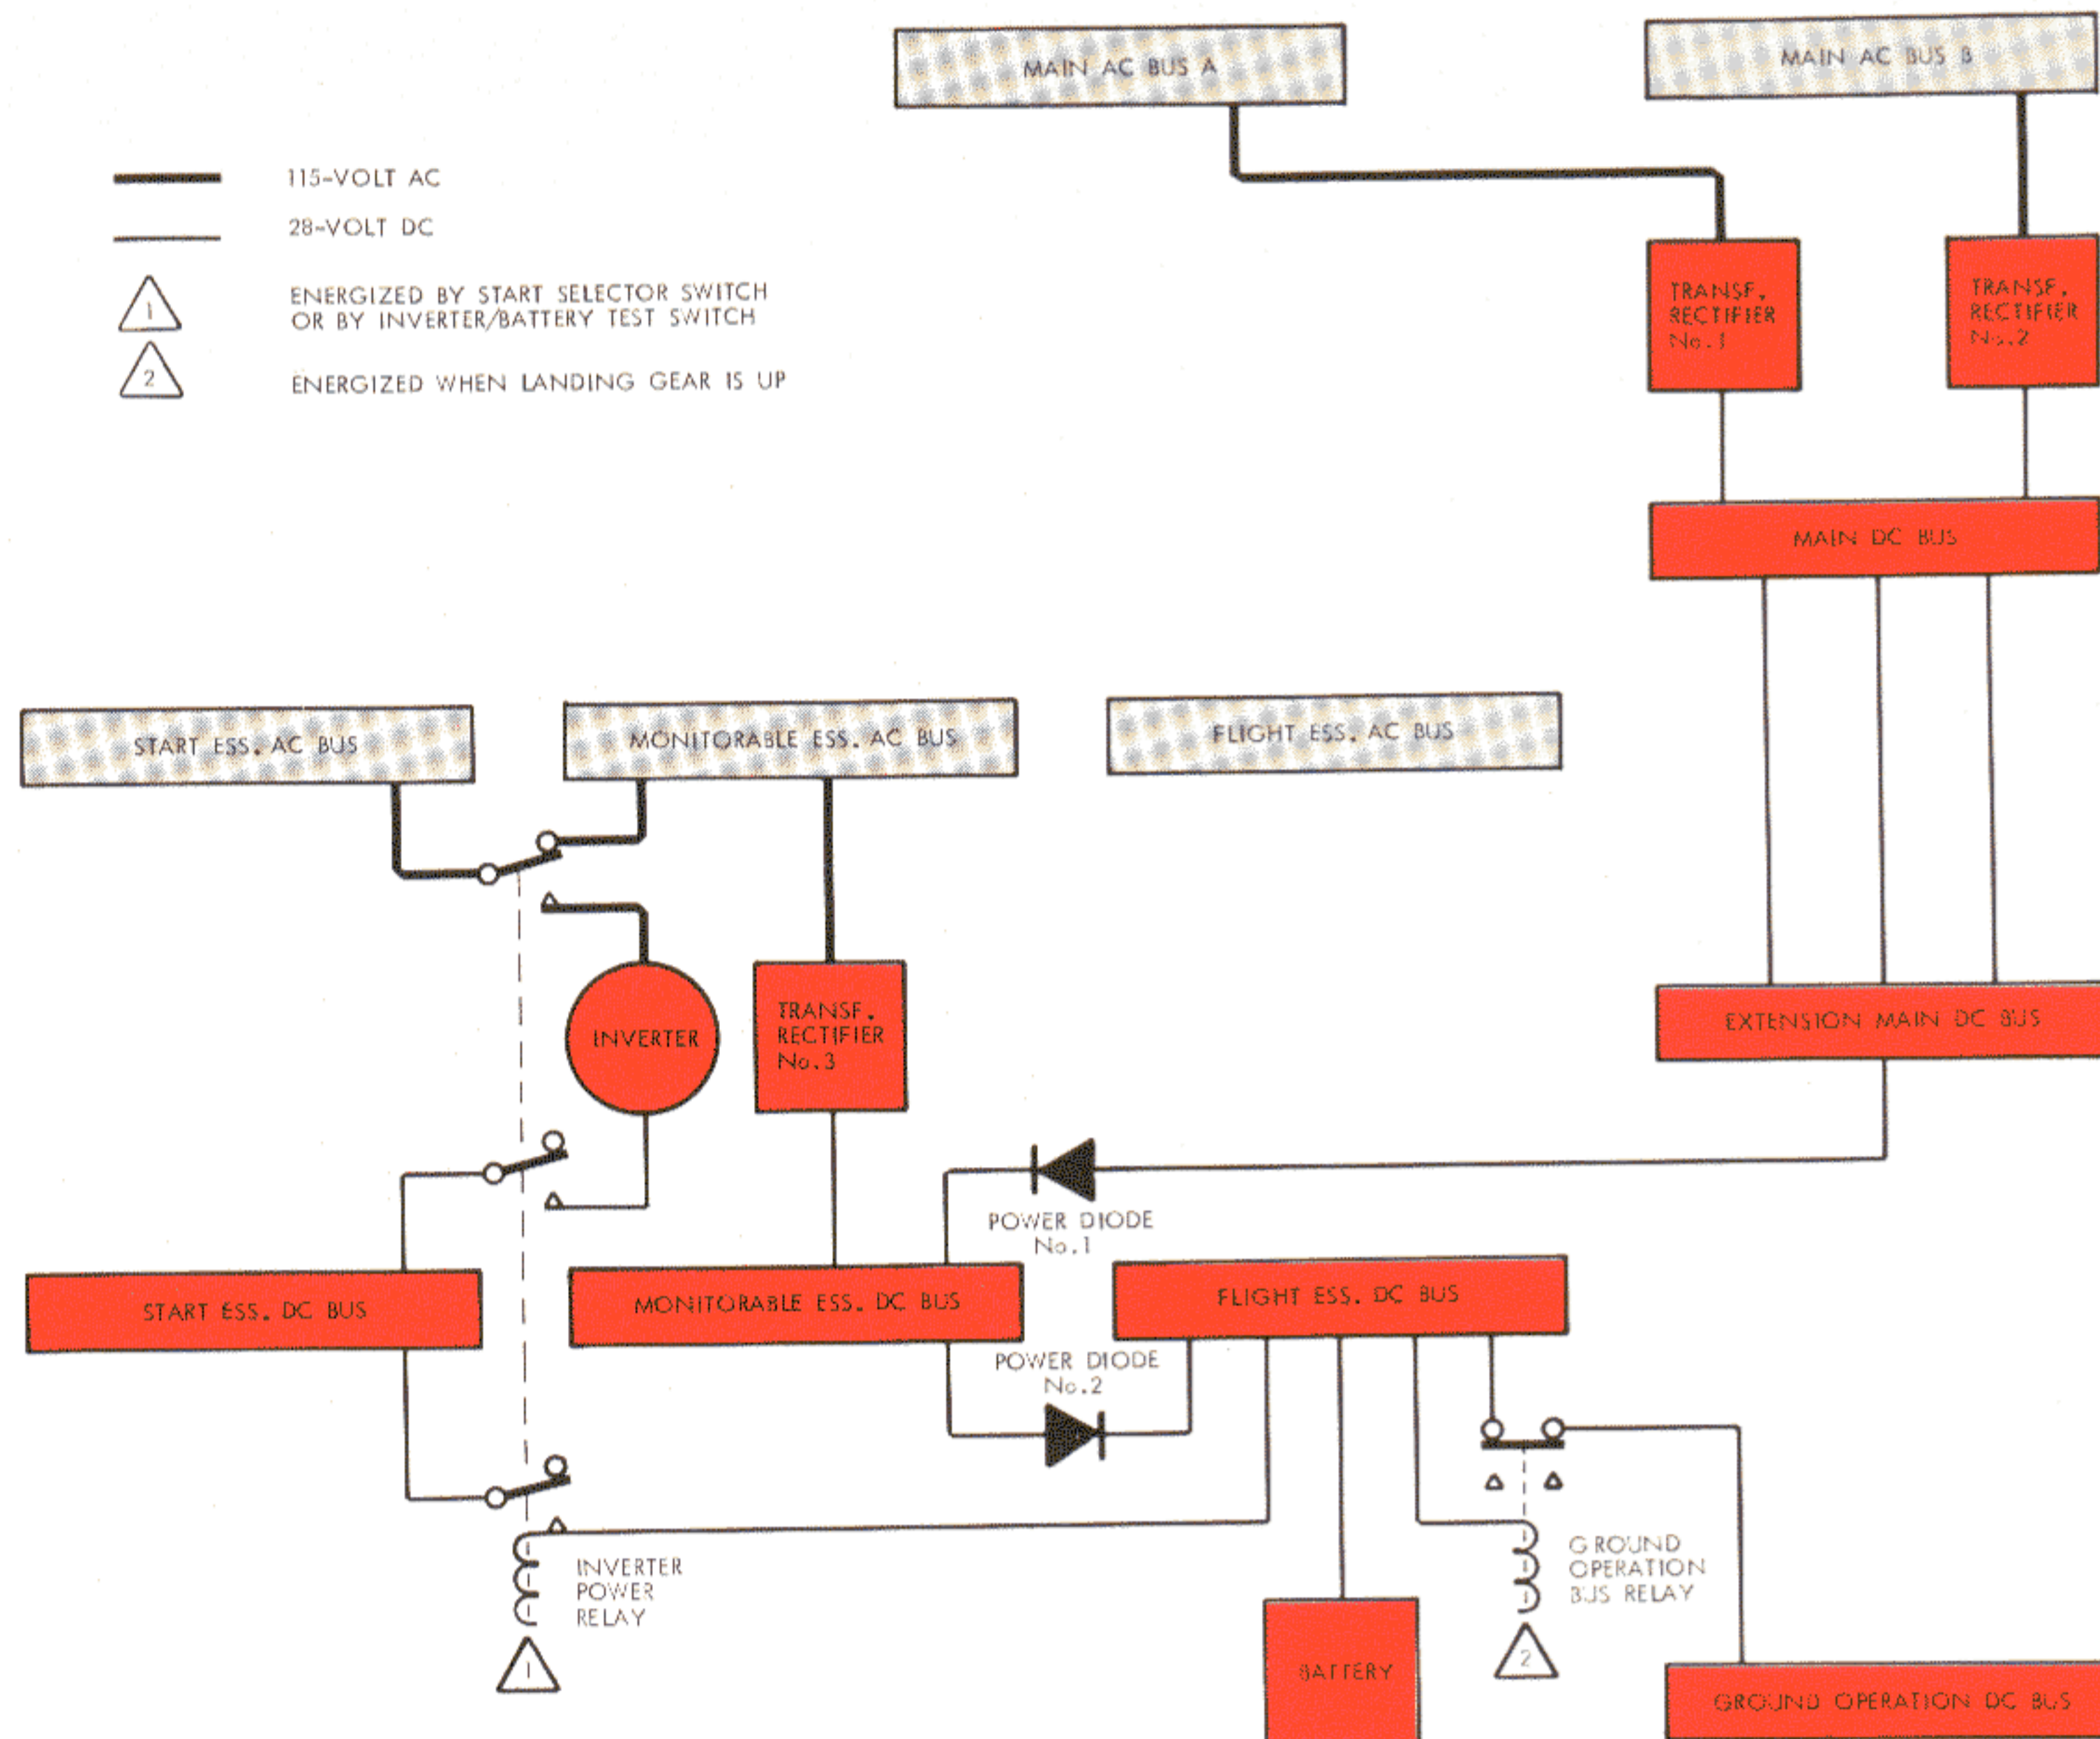 MAIN AC BUS A
MAIN AC BUS B
115-VOLT AC
28-VOLT DC
1
ENERGIZED BY START SELECTOR SWITCH
OR BY INVERTER/BATTERY TEST SWITCH
2
ENERGIZED WHEN LANDING GEAR IS UP
TRANSF.
RECTIFIER
No.1
TRANSF.
RECTIFIER
No.2
MAIN DC BUS
START ESS. AC BUS
MONITORABLE ESS. AC BUS
FLIGHT ESS. AC BUS
INVERTER
TRANSF.
RECTIFIER
No.3
EXTENSION MAIN DC BUS
POWER DIODE
No.1
START ESS. DC BUS
MONITORABLE ESS. DC BUS
FLIGHT ESS. DC BUS
POWER DIODE
No.2
INVERTER
POWER
RELAY
1
GROUND
OPERATION
BUS RELAY
2
BATTERY
GROUND OPERATION DC BUS